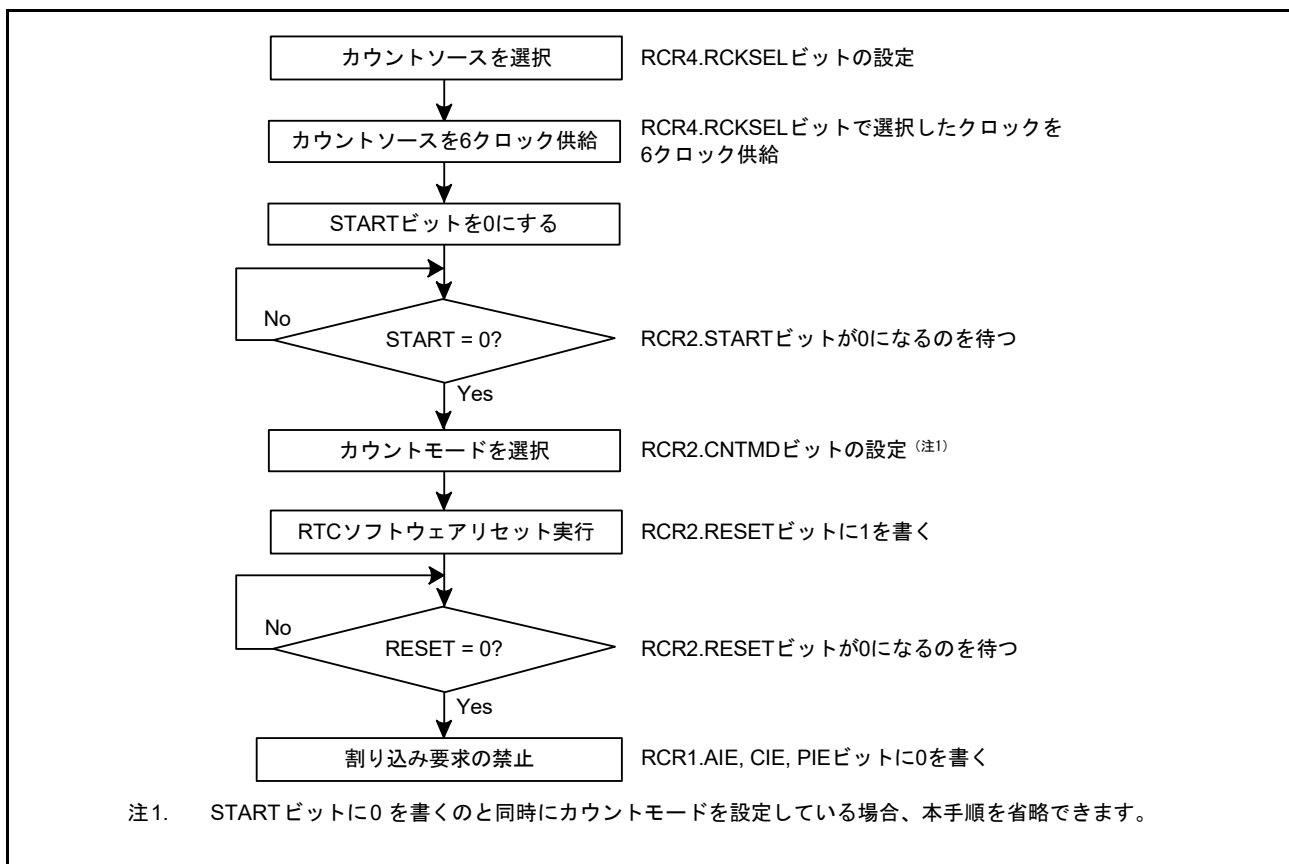 カウントソースを選択 RCR4.RCKSELビットの設定
カウントソースを6クロック供給 RCR4.RCKSELビットで選択したクロックを
6クロック供給
STARTビットを0にする
No
START = 0? RCR2.STARTビットが0になるのを待つ
Yes
カウントモードを選択 RCR2.CNTMDビットの設定 (注1)
RTCソフトウェアリセット実行 RCR2.RESETビットに1を書く
No
RESET = 0? RCR2.RESETビットが0になるのを待つ
Yes
割り込み要求の禁止 RCR1.AIE, CIE, PIEビットに0を書く
注1. STARTビットに0 を書くのと同時にカウントモードを設定している場合、本手順を省略できます。